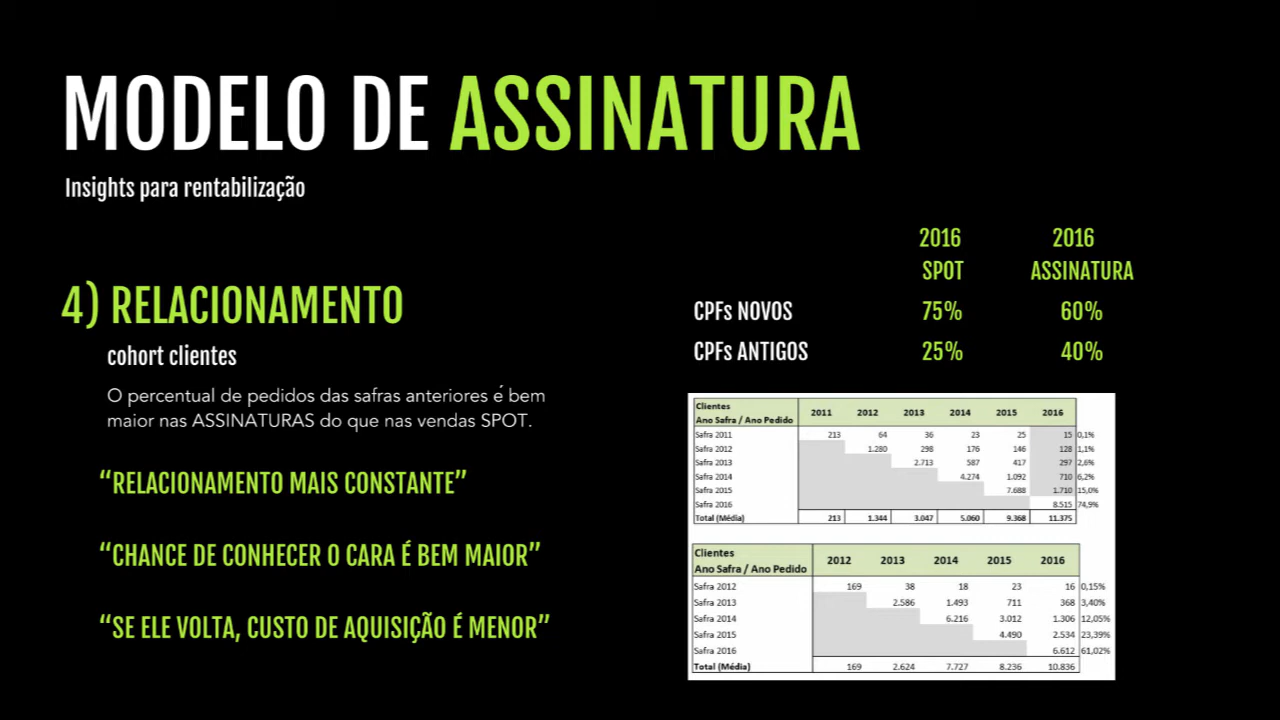 MODELO DE ASSINATURA
Insights para rentabilização
4) RELACIONAMENTO
cohort clientes
O percentual de pedidos das safras anteriores é bem
maior nas ASSINATURAS do que nas vendas SPOT.
“RELACIONAMENTO MAIS CONSTANTE”
“CHANCE DE CONHECER O CARA É BEM MAIOR”
“SE ELE VOLTA, CUSTO DE AQUISIÇÃO É MENOR”
2016 2016
SPOT ASSINATURA
CPFs NOVOS 75% 60%
CPFs ANTIGOS 25% 40%
Clientes
Ano Safra / Ano Pedido 2011 2012 2013 2014 2015 2016
Safra 2011 213 64 36 23 25 15 0,1%
Safra 2012 1.280 298 176 146 128 1,1%
Safra 2013 2.713 587 417 297 2,6%
Safra 2014 4.274 1.092 710 6,2%
Safra 2015 7.688 1.710 15,0%
Safra 2016 8.515 74,9%
Total (Média) 213 1.344 3.047 5.060 9.368 11.375
Clientes
Ano Safra / Ano Pedido 2012 2013 2014 2015 2016
Safra 2012 169 38 18 23 16 0,15%
Safra 2013 2.586 1.493 711 368 3,40%
Safra 2014 6.216 3.012 1.306 12,05%
Safra 2015 4.490 2.534 23,39%
Safra 2016 6.612 61,02%
Total (Média) 169 2.624 7.727 8.236 10.836